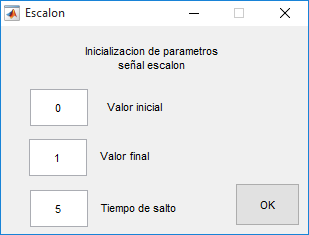 Escalon
Inicializacion de parametros
señal escalon
0 Valor inicial
1 Valor final
5 Tiempo de salto
OK